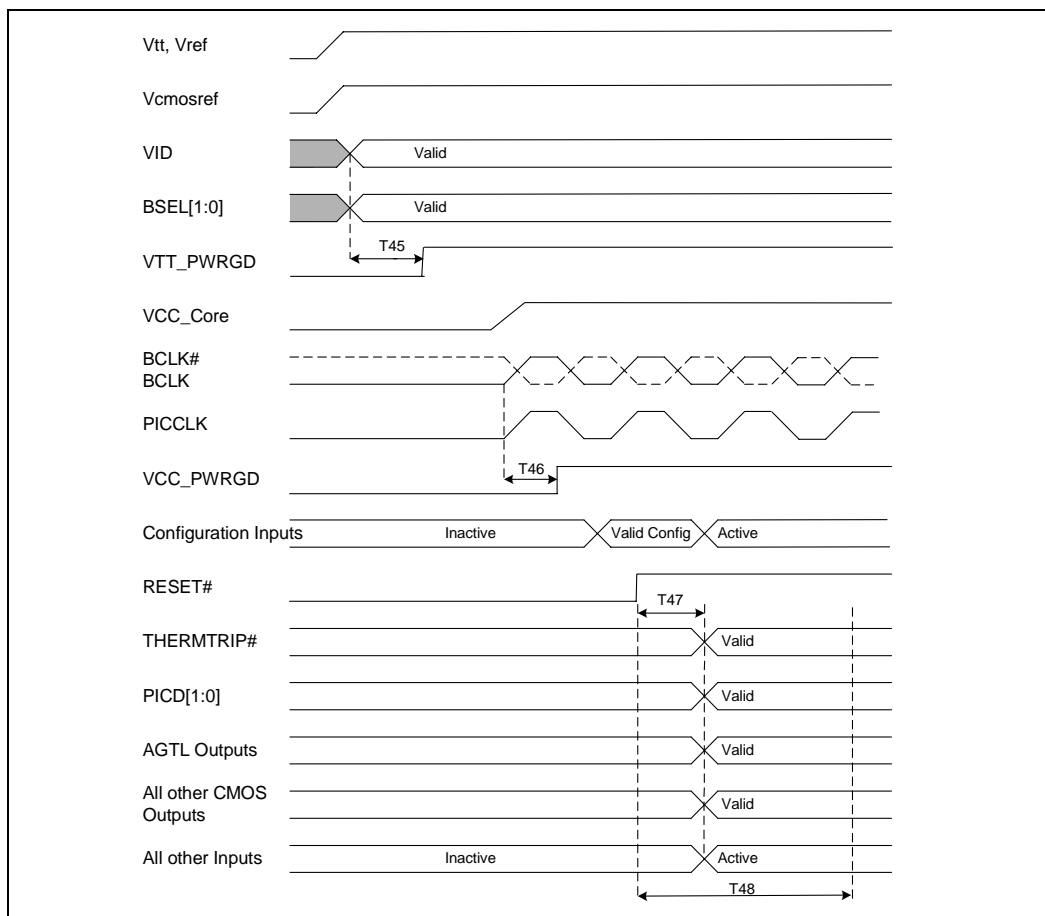 Vtt, Vref
Vcmosref
VID
Valid
BSEL[1:0]
Valid
T45
VTT_PWRGD
VCC_Core
BCLK#
BCLK
PICCLK
T46
VCC_PWRGD
Configuration Inputs
Inactive
Valid Config
Active
RESET#
T47
THERMTRIP#
Valid
PICD[1:0]
Valid
AGTL Outputs
Valid
All other CMOS
Outputs
Valid
All other Inputs
Inactive
Active
T48